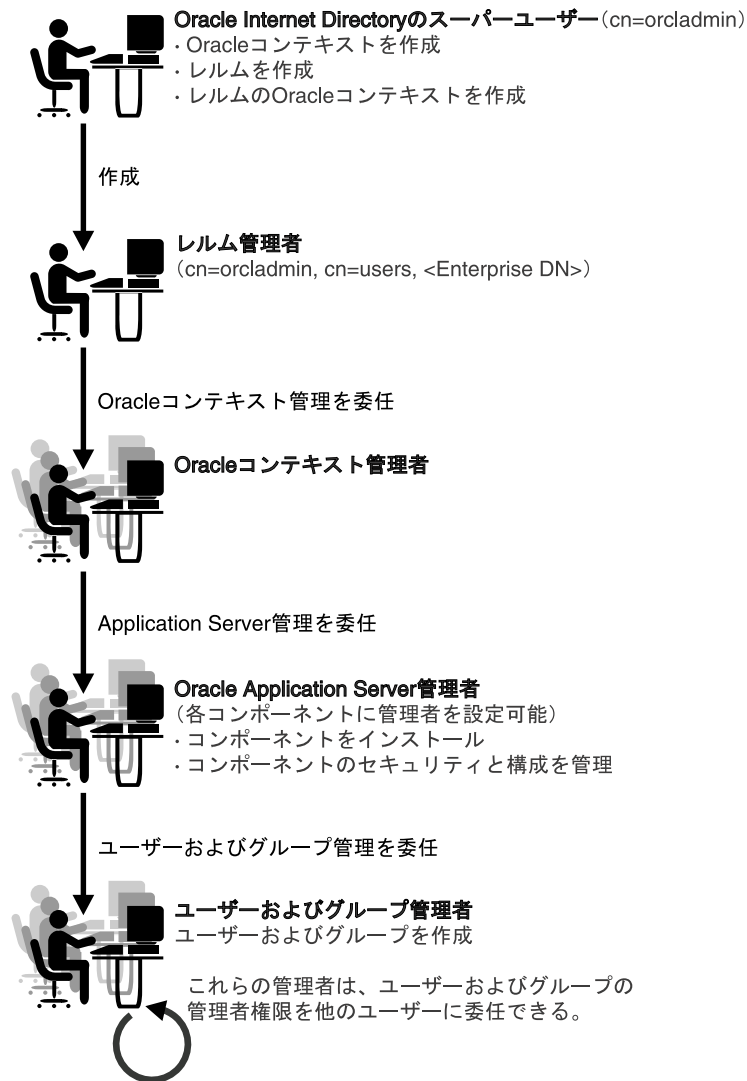 Oracle Internet Directoryのスーパーユーザー（cn=orcladmin）
・Oracleコンテキストを作成
・レルムを作成
・レルムのOracleコンテキストを作成
作成
レルム管理者
（cn=orcladmin, cn=users, <Enterprise DN>）
Oracleコンテキスト管理を委任
Oracleコンテキスト管理者
Application Server管理を委任
Oracle Application Server管理者
（各コンポーネントに管理者を設定可能）
・コンポーネントをインストール
・コンポーネントのセキュリティと構成を管理
ユーザーおよびグループ管理を委任
ユーザーおよびグループ管理者
ユーザーおよびグループを作成
これらの管理者は、ユーザーおよびグループの
管理者権限を他のユーザーに委任できる。